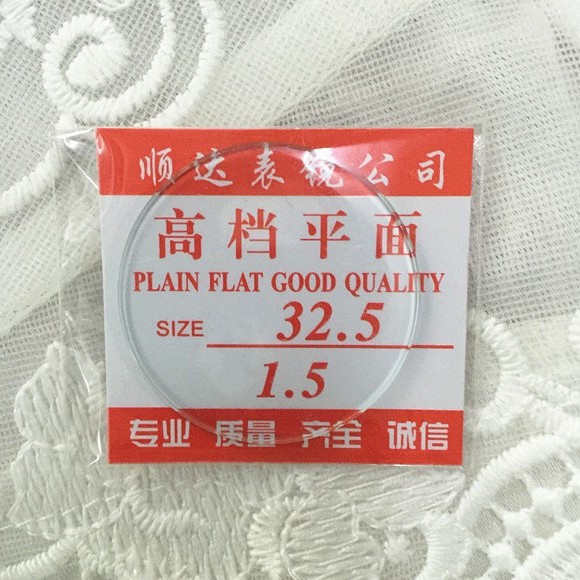 顺达表镜公司
高档平面
PLAIN FLAT GOOD QUALITY
SIZE 32.5
1.5
专业 质量 齐全 诚信